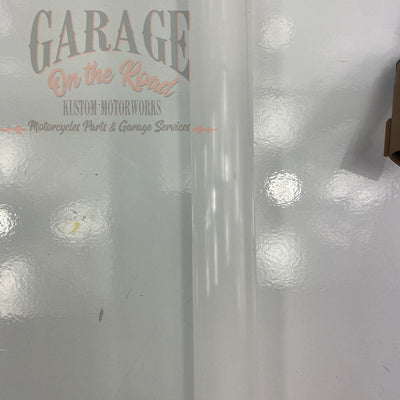 GARAGE
On the Road
KUSTOM MOTORWORKS
Motorcycles Parts & Garage Services